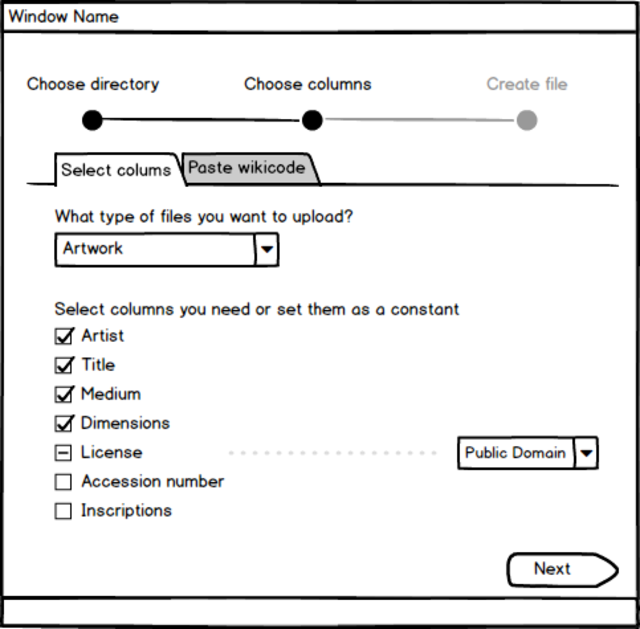 Window Name
Choose directory Choose columns Create file
Select colums Paste wikicode
What type of files you want to upload?
Artwork
Select columns you need or set them as a constant
Artist
Title
Medium
Dimensions
License Public Domain
Accession number
Inscriptions
Next